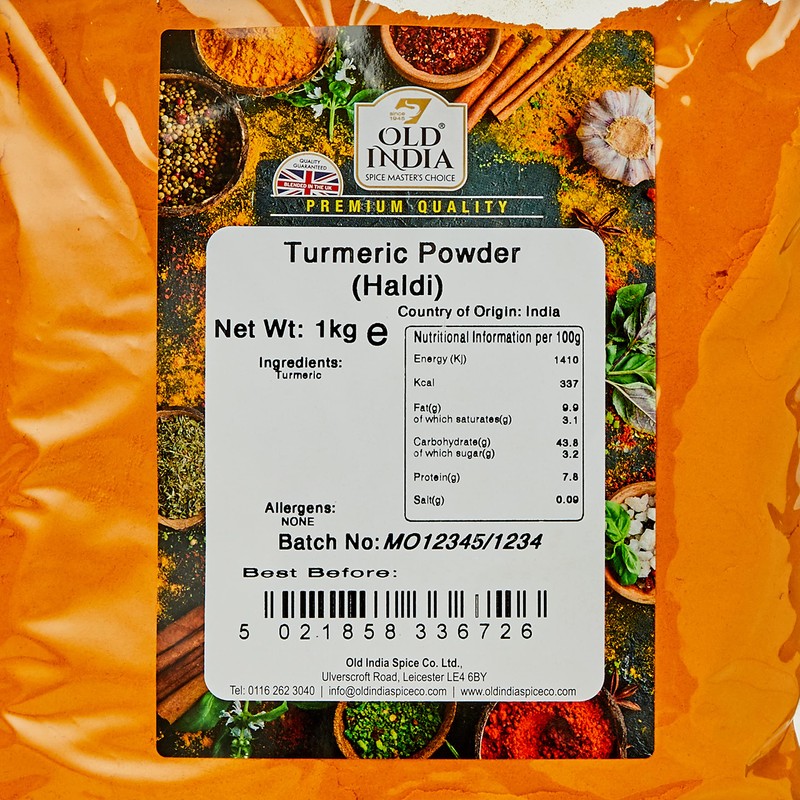 SINCE
1945
OLD®
INDIA
SPICE MASTER'S CHOICE
QUALITY
GUARANTEED
BLENDED IN THE UK
PREMIUM QUALITY
Turmeric Powder
(Haldi)
Country of Origin: India
Net Wt: 1kg e
Nutritional Information per 100g
Ingredients:
Turmeric
Energy (Kj) 1410
Kcal 337
Fat(g) 9.9
of which saturates(g) 3.1
Carbohydrate(g) 43.8
of which sugar(g) 3.2
Protein(g) 7.8
Salt(g) 0.09
Allergens:
NONE
Batch No: MO12345/1234
Best Before:
5 021858 336726
Old India Spice Co. Ltd.,
Ulverscroft Road, Leicester LE4 6BY
Tel: 0116 262 3040 | info@oldindiaspiceco.com | www.oldindiaspiceco.com